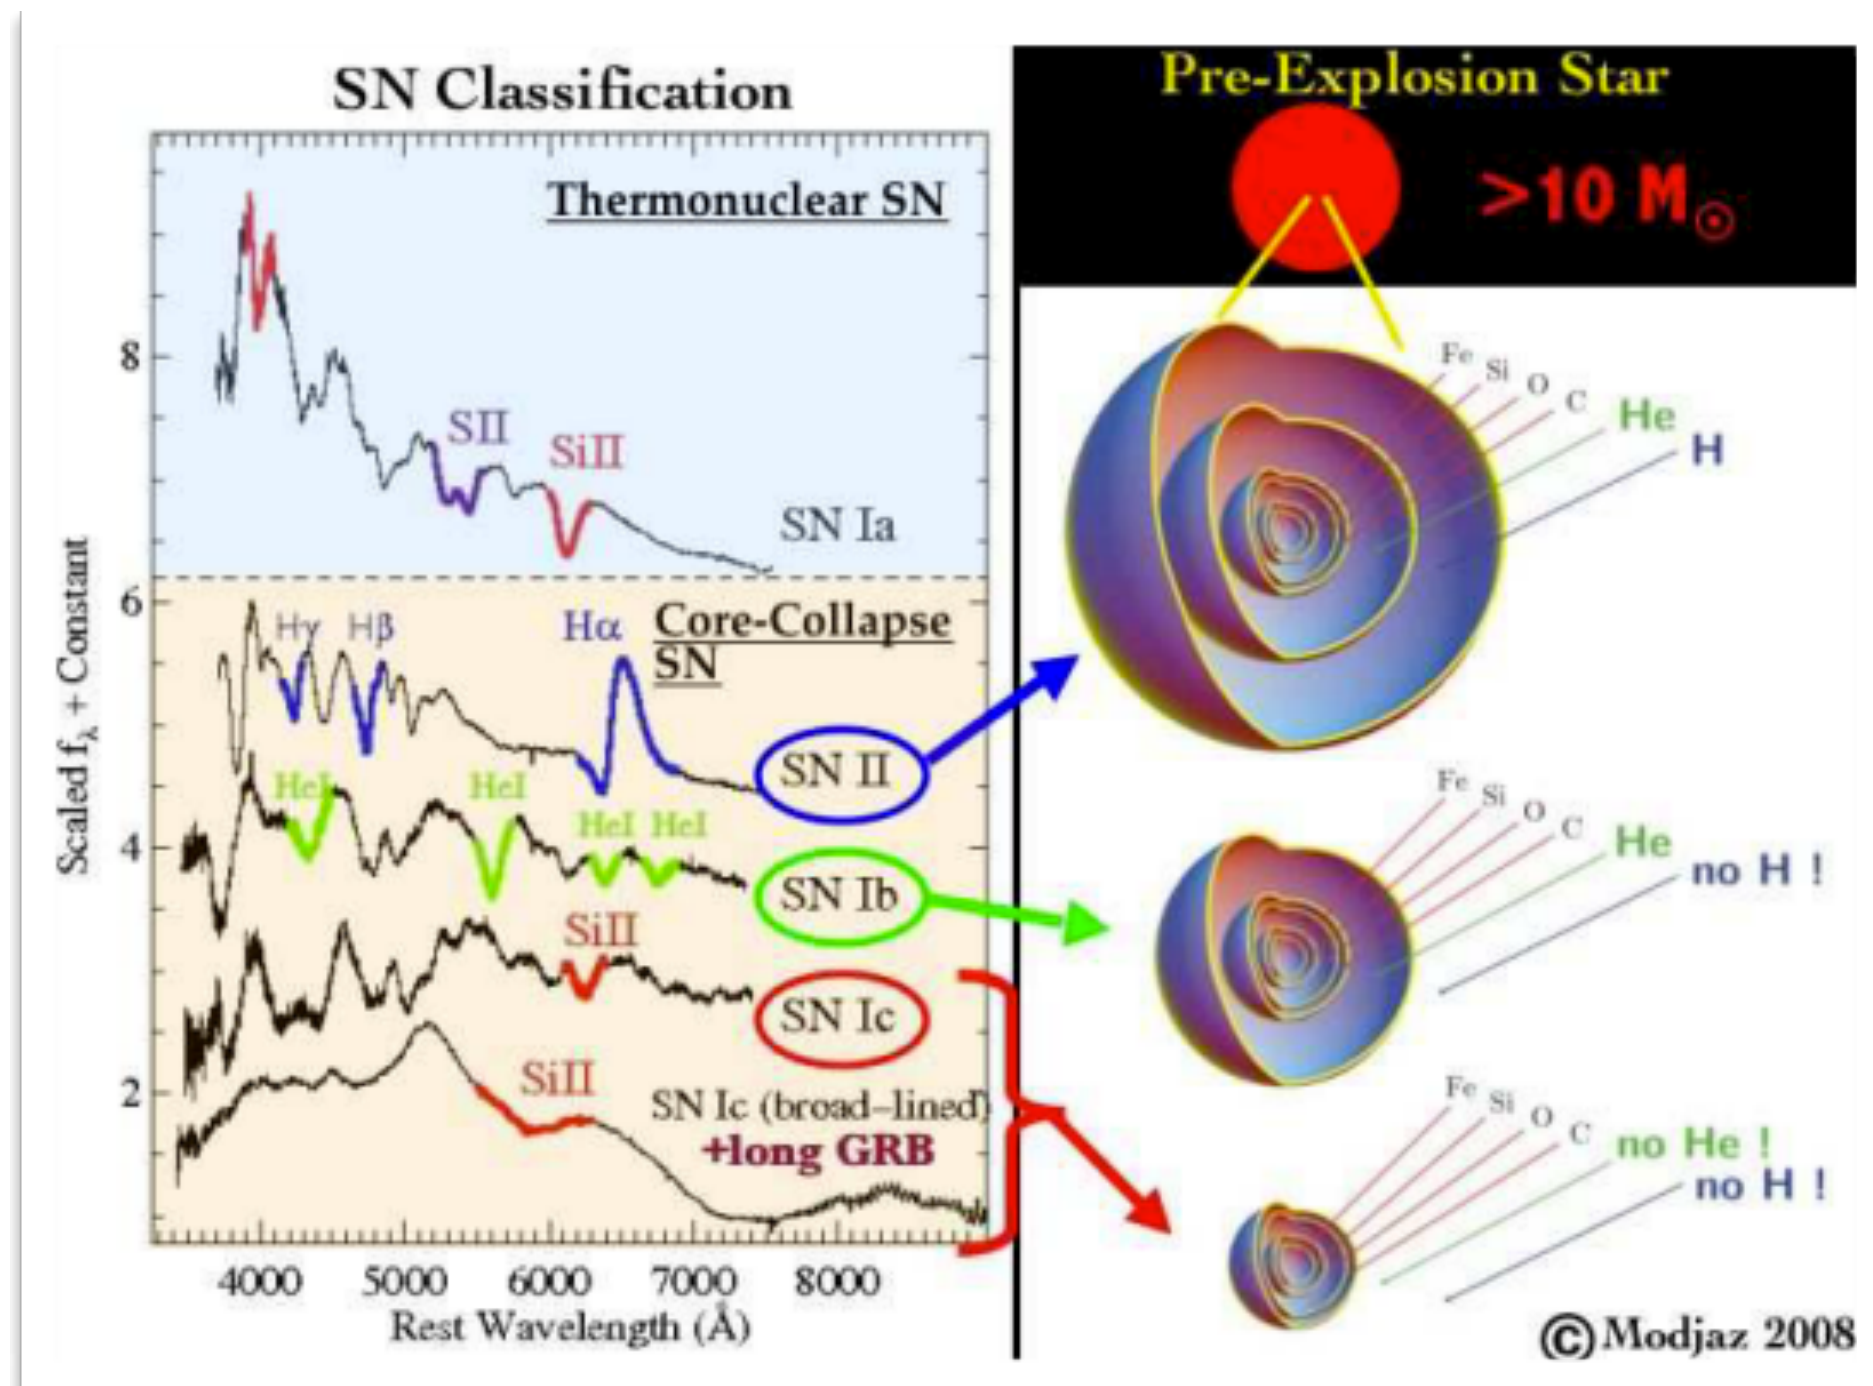 SN Classification
Thermonuclear SN
SII
SiII
SN Ia
8
6
4
2
Scaled fλ + Constant
Hγ
Hβ
Hα
Core-Collapse
SN
SN II
HeI
HeI
HeI
HeI
SN Ib
SiII
SN Ic
SiII
SN Ic (broad-lined)
+long GRB
4000 5000 6000 7000 8000
Rest Wavelength (Å)
Pre-Explosion Star
>10 M⊙
Fe
Si
O
C
He
H
Fe
Si
O
C
He
no H !
Fe
Si
O
C
no He !
no H !
© Modjaz 2008